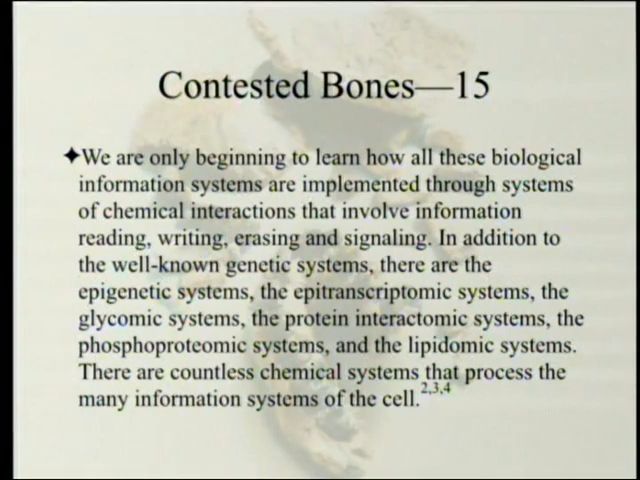 Contested Bones—15
✦We are only beginning to learn how all these biological
information systems are implemented through systems
of chemical interactions that involve information
reading, writing, erasing and signaling. In addition to
the well-known genetic systems, there are the
epigenetic systems, the epitranscriptomic systems, the
glycomic systems, the protein interactomic systems, the
phosphoproteomic systems, and the lipidomic systems.
There are countless chemical systems that process the
many information systems of the cell.2,3,4